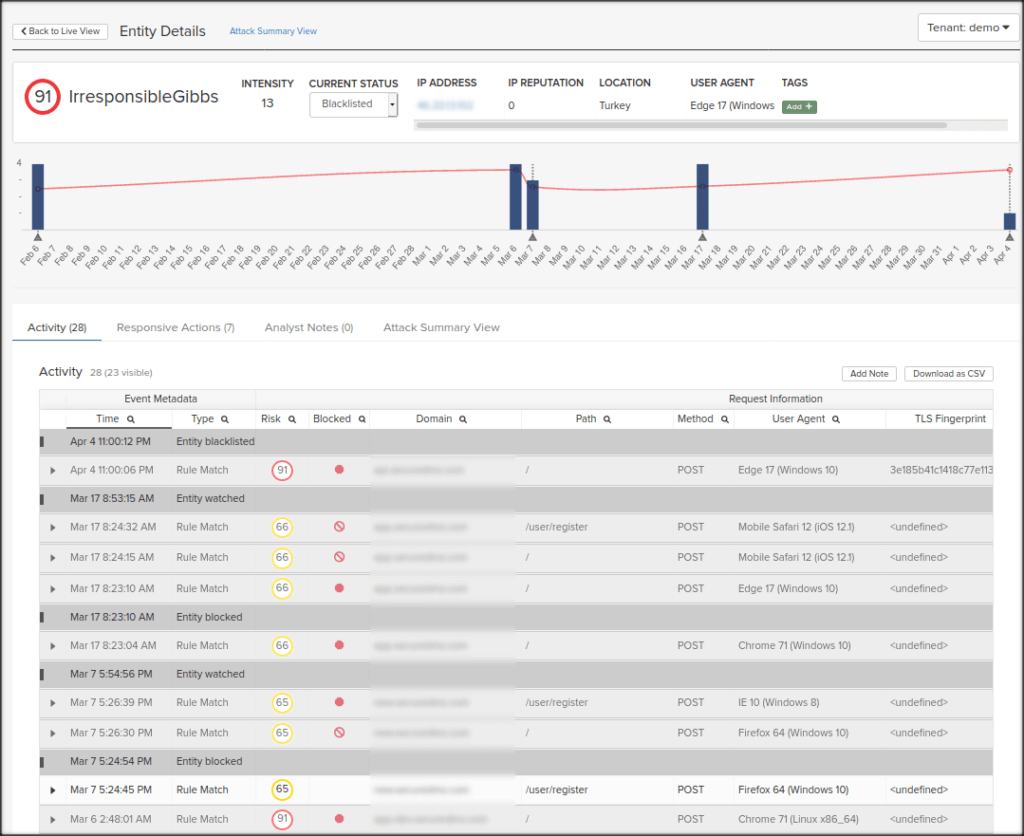 Back to Live View Entity Details Attack Summary View Tenant: demo
91 IrresponsibleGibbs
INTENSITY CURRENT STATUS IP ADDRESS IP REPUTATION LOCATION USER AGENT TAGS
13 Blacklisted 0 Turkey Edge 17 (Windows Add +
4
Feb 6 Feb 7 Feb 8 Feb 9 Feb 10 Feb 11 Feb 12 Feb 13 Feb 14 Feb 15 Feb 16 Feb 17 Feb 18 Feb 19 Feb 20 Feb 21 Feb 22 Feb 23 Feb 24 Feb 25 Feb 26 Feb 27 Feb 28 Mar 1 Mar 2 Mar 3 Mar 4 Mar 5 Mar 6 Mar 7 Mar 8 Mar 9 Mar 10 Mar 11 Mar 12 Mar 13 Mar 14 Mar 15 Mar 16 Mar 17 Mar 18 Mar 19 Mar 20 Mar 21 Mar 22 Mar 23 Mar 24 Mar 25 Mar 26 Mar 27 Mar 28 Mar 29 Mar 30 Mar 31 Apr 1 Apr 2 Apr 3 Apr 4
Activity (28) Responsive Actions (7) Analyst Notes (0) Attack Summary View
Activity 28 (23 visible) Add Note Download as CSV
Event Metadata Request Information
Time Type Risk Blocked Domain Path Method User Agent TLS Fingerprint
Apr 4 11:00:12 PM Entity blacklisted
Apr 4 11:00:06 PM Rule Match 91 / POST Edge 17 (Windows 10) 3e185b41c1418c77e113
Mar 17 8:53:15 AM Entity watched
Mar 17 8:24:32 AM Rule Match 66 /user/register POST Mobile Safari 12 (iOS 12.1) <undefined>
Mar 17 8:24:15 AM Rule Match 66 / POST Mobile Safari 12 (iOS 12.1) <undefined>
Mar 17 8:23:10 AM Rule Match 66 / POST Edge 17 (Windows 10) <undefined>
Mar 17 8:23:10 AM Entity blocked
Mar 17 8:23:04 AM Rule Match 66 / POST Chrome 71 (Windows 10) <undefined>
Mar 7 5:54:56 PM Entity watched
Mar 7 5:26:39 PM Rule Match 65 /user/register POST IE 10 (Windows 8) <undefined>
Mar 7 5:26:30 PM Rule Match 65 / POST Firefox 64 (Windows 10) <undefined>
Mar 7 5:24:54 PM Entity blocked
Mar 7 5:24:45 PM Rule Match 65 /user/register POST Firefox 64 (Windows 10) <undefined>
Mar 6 2:48:01 AM Rule Match 91 / POST Chrome 71 (Linux x86_64) <undefined>